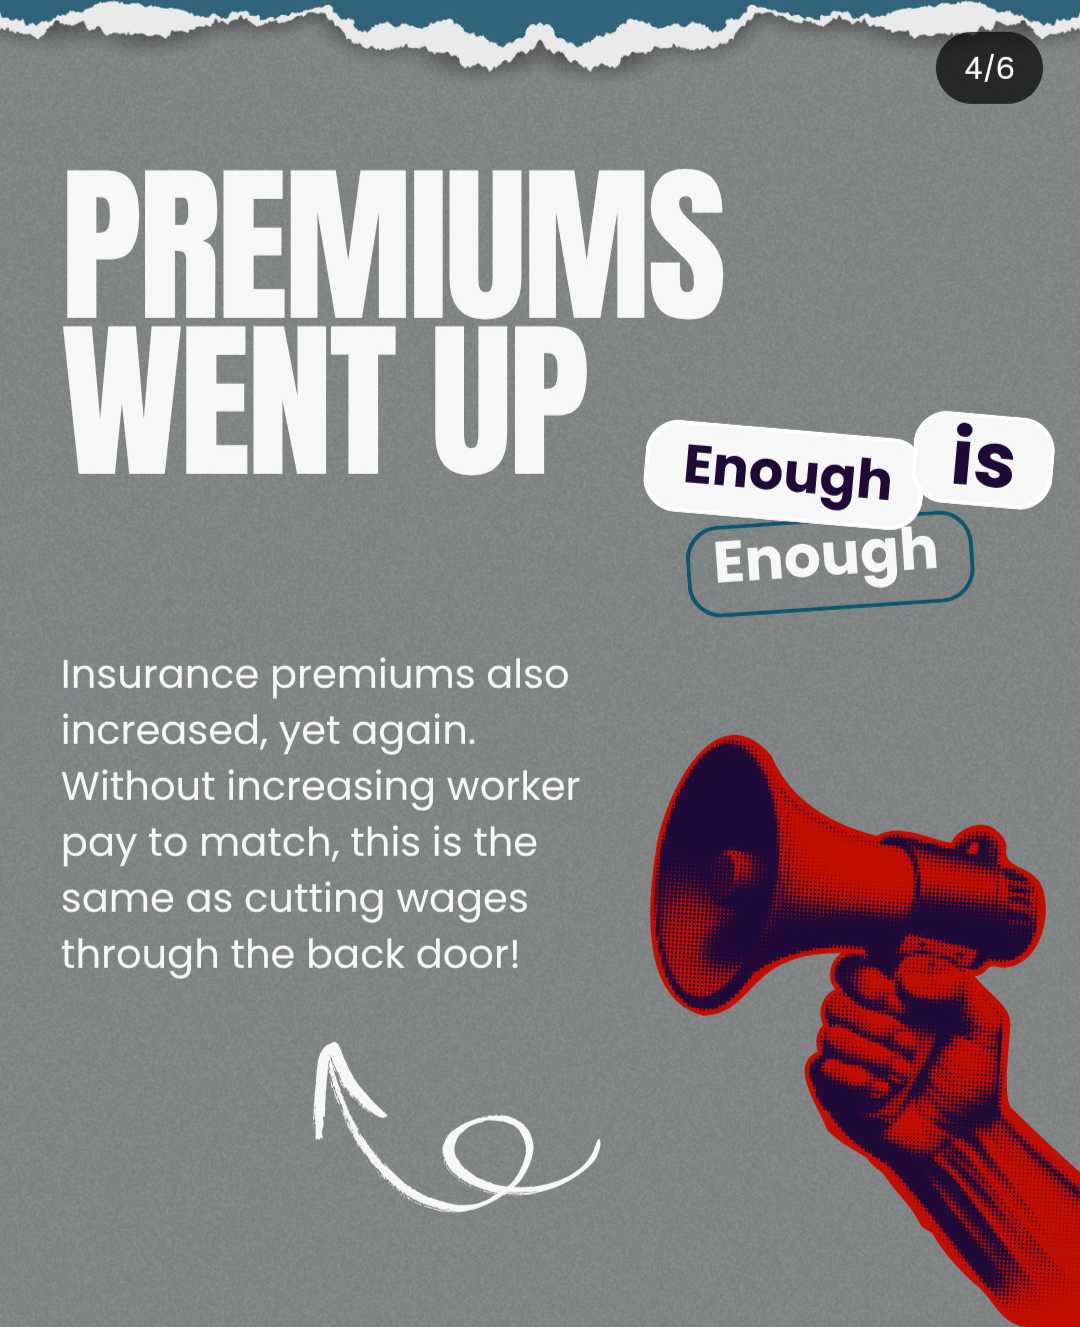 4/6
PREMIUMS
WENT UP
Enough is
Enough
Insurance premiums also
increased, yet again.
Without increasing worker
pay to match, this is the
same as cutting wages
through the back door!